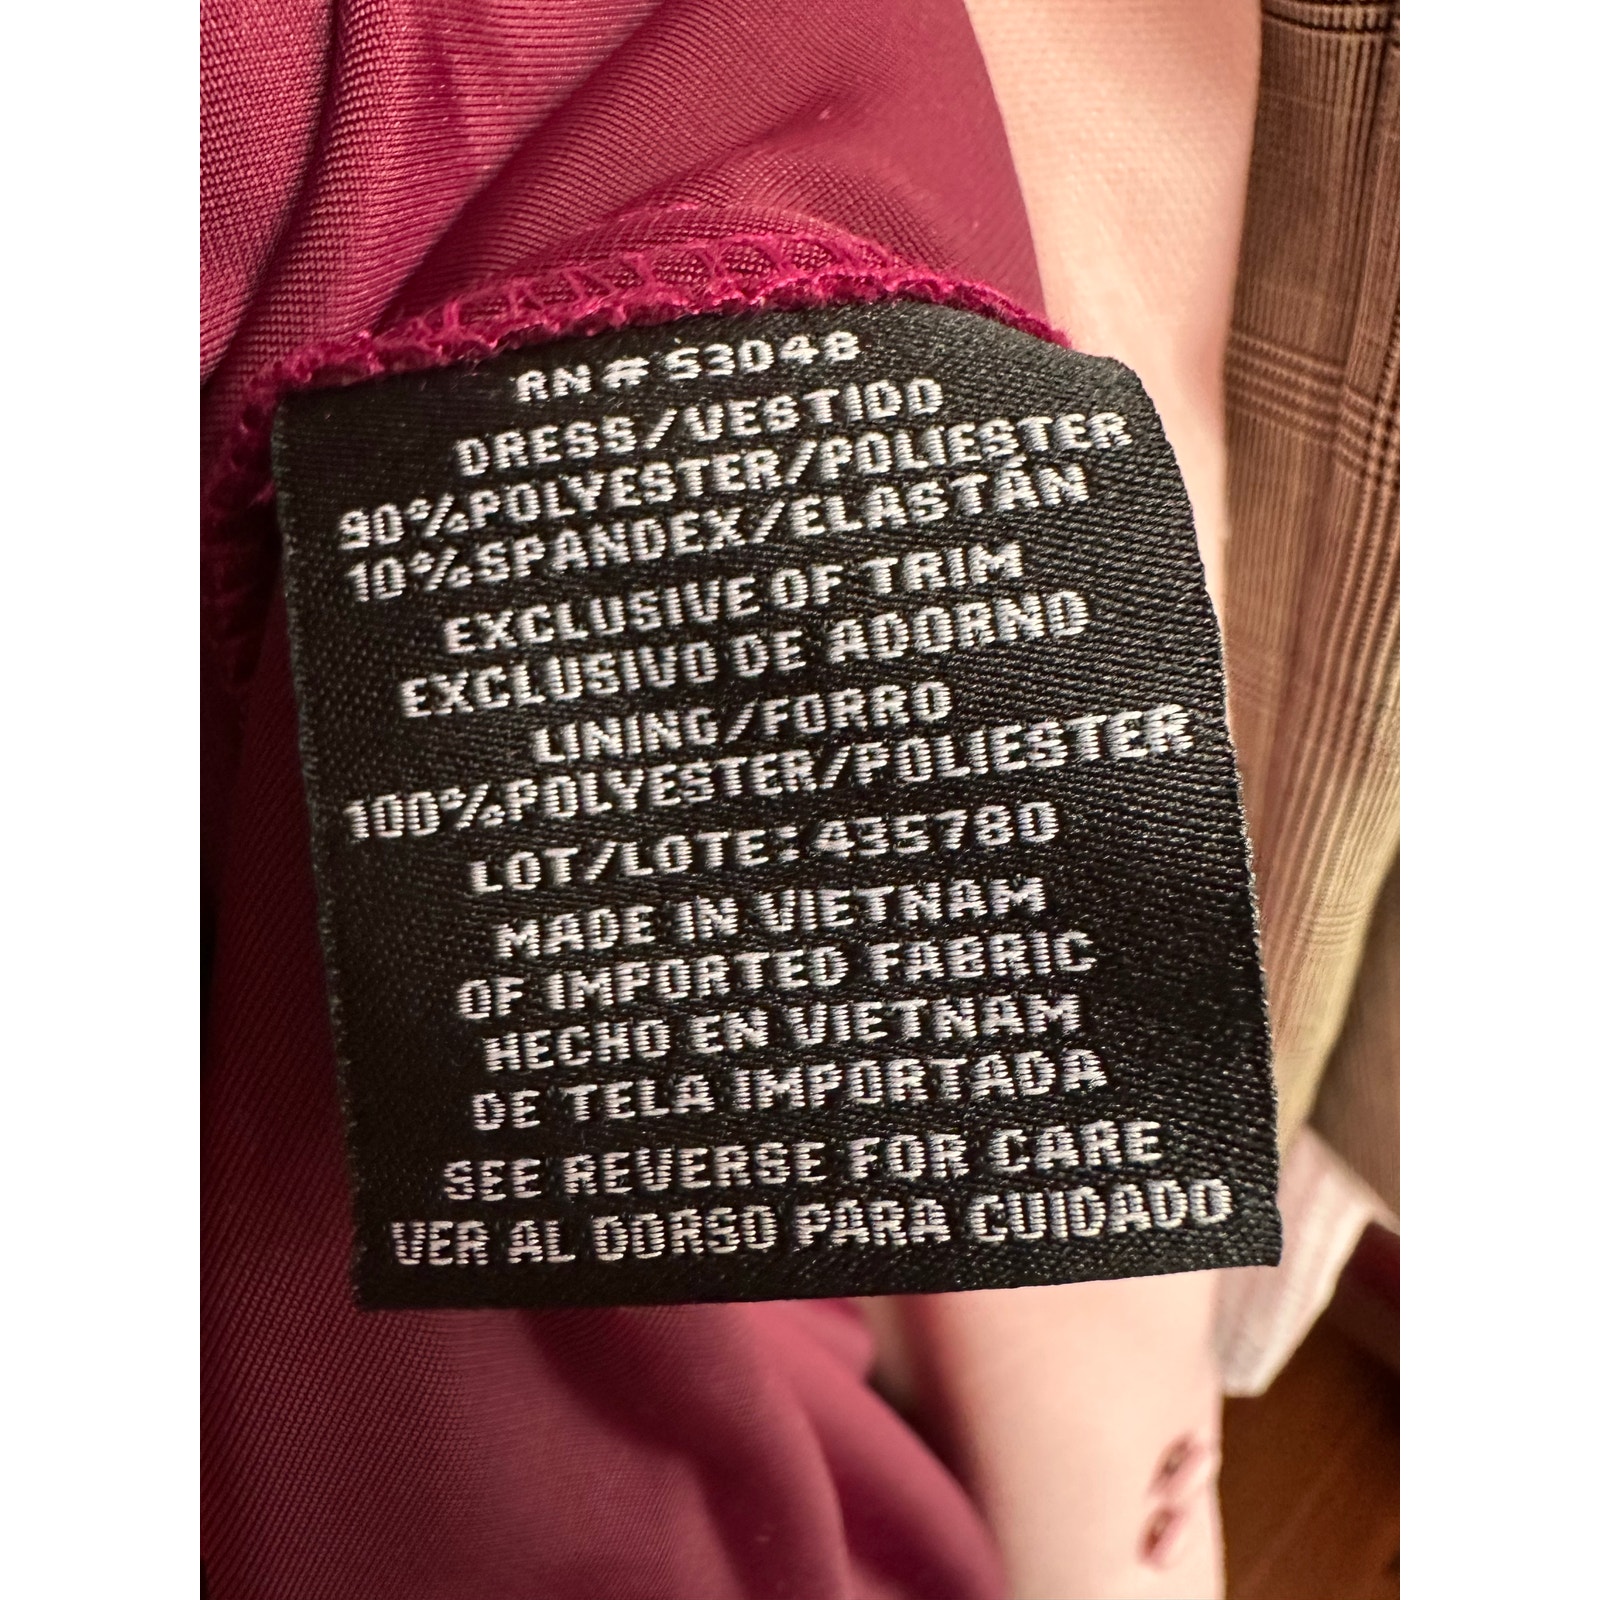 RN # 53048
DRESS/VESTIDO
90%POLYESTER/POLIESTER
10%SPANDEX/ELASTÁN
EXCLUSIVE OF TRIM
EXCLUSIVO DE ADORNO
LINING/FORRO
100%POLYESTER/POLIESTER
LOT/LOTE:435780
MADE IN VIETNAM
OF IMPORTED FABRIC
HECHO EN VIETNAM
DE TELA IMPORTADA
SEE REVERSE FOR CARE
VER AL DORSO PARA CUIDADO